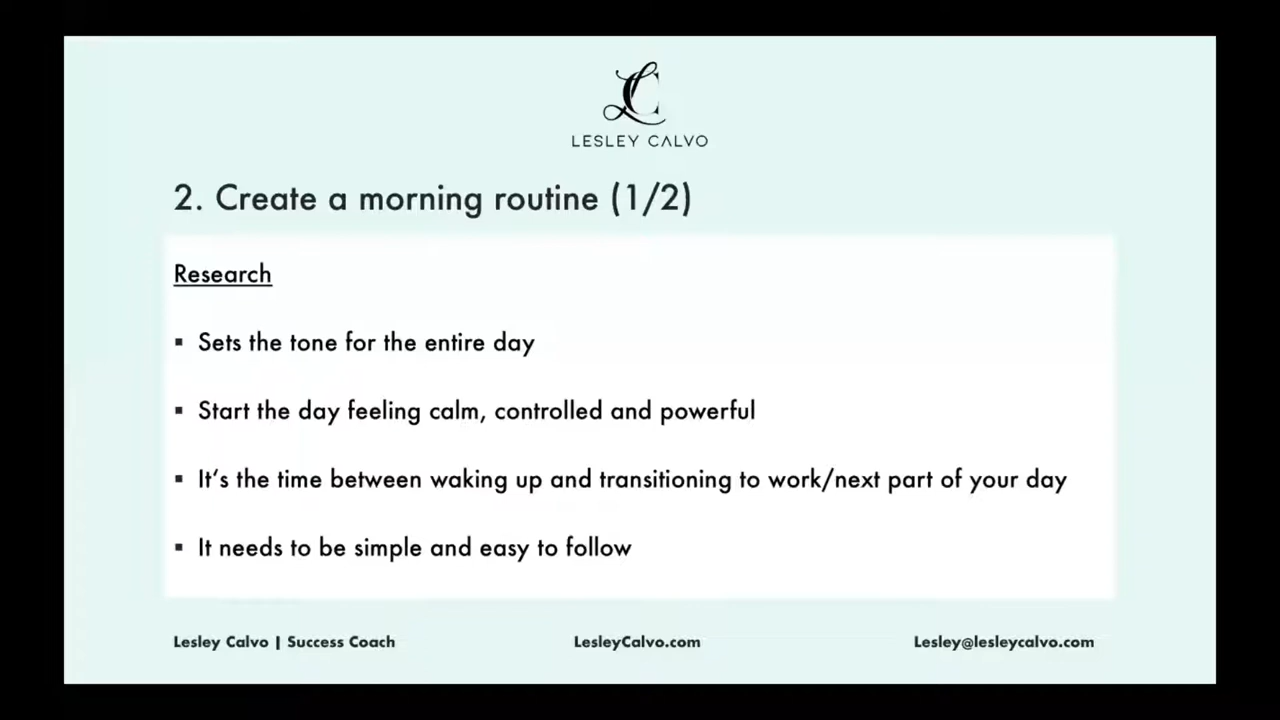 LC
LESLEY CALVO
2. Create a morning routine (1/2)
Research
▪ Sets the tone for the entire day
▪ Start the day feeling calm, controlled and powerful
▪ It‘s the time between waking up and transitioning to work/next part of your day
▪ It needs to be simple and easy to follow
Lesley Calvo | Success Coach LesleyCalvo.com Lesley@lesleycalvo.com